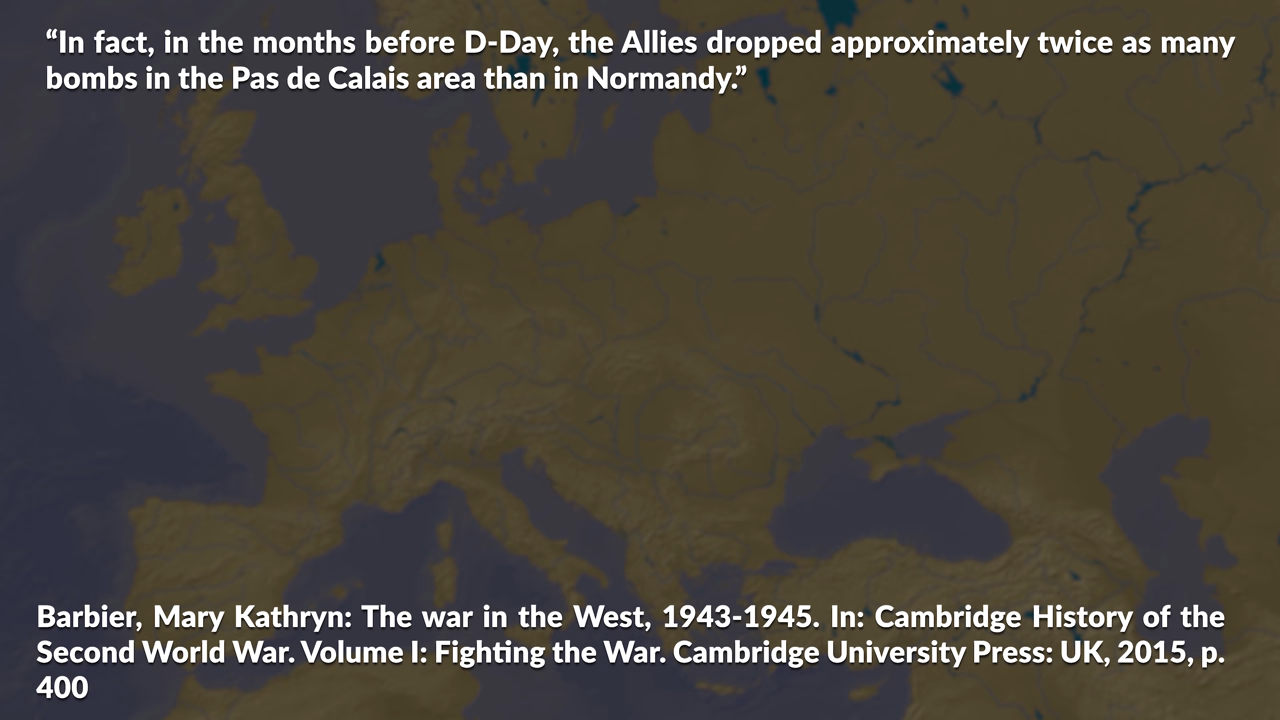 “In fact, in the months before D-Day, the Allies dropped approximately twice as many
bombs in the Pas de Calais area than in Normandy.”
Barbier, Mary Kathryn: The war in the West, 1943-1945. In: Cambridge History of the
Second World War. Volume I: Fighting the War. Cambridge University Press: UK, 2015, p.
400